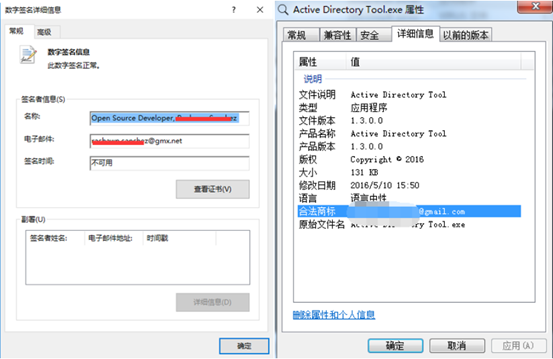 数字签名详细信息
常规 高级
数字签名信息
此数字签名正常。
签名者信息(S)
名称: Open Source Developer,
电子邮件: @gmx.net
签名时间: 不可用
查看证书(V)
副署(U)
签名者姓名: 电子邮件地址: 时间戳
详细信息(D)
确定
Active Directory Tool.exe 属性
常规 兼容性 安全 详细信息 以前的版本
属性 值
说明
文件说明 Active Directory Tool
类型 应用程序
文件版本 1.3.0.0
产品名称 Active Directory Tool
产品版本 1.3.0.0
版权 Copyright © 2016
大小 131 KB
修改日期 2016/5/10 15:50
语言 语言中性
合法商标 @gmail.com
原始文件名 Active Directory Tool.exe
删除属性和个人信息
确定 取消 应用(A)